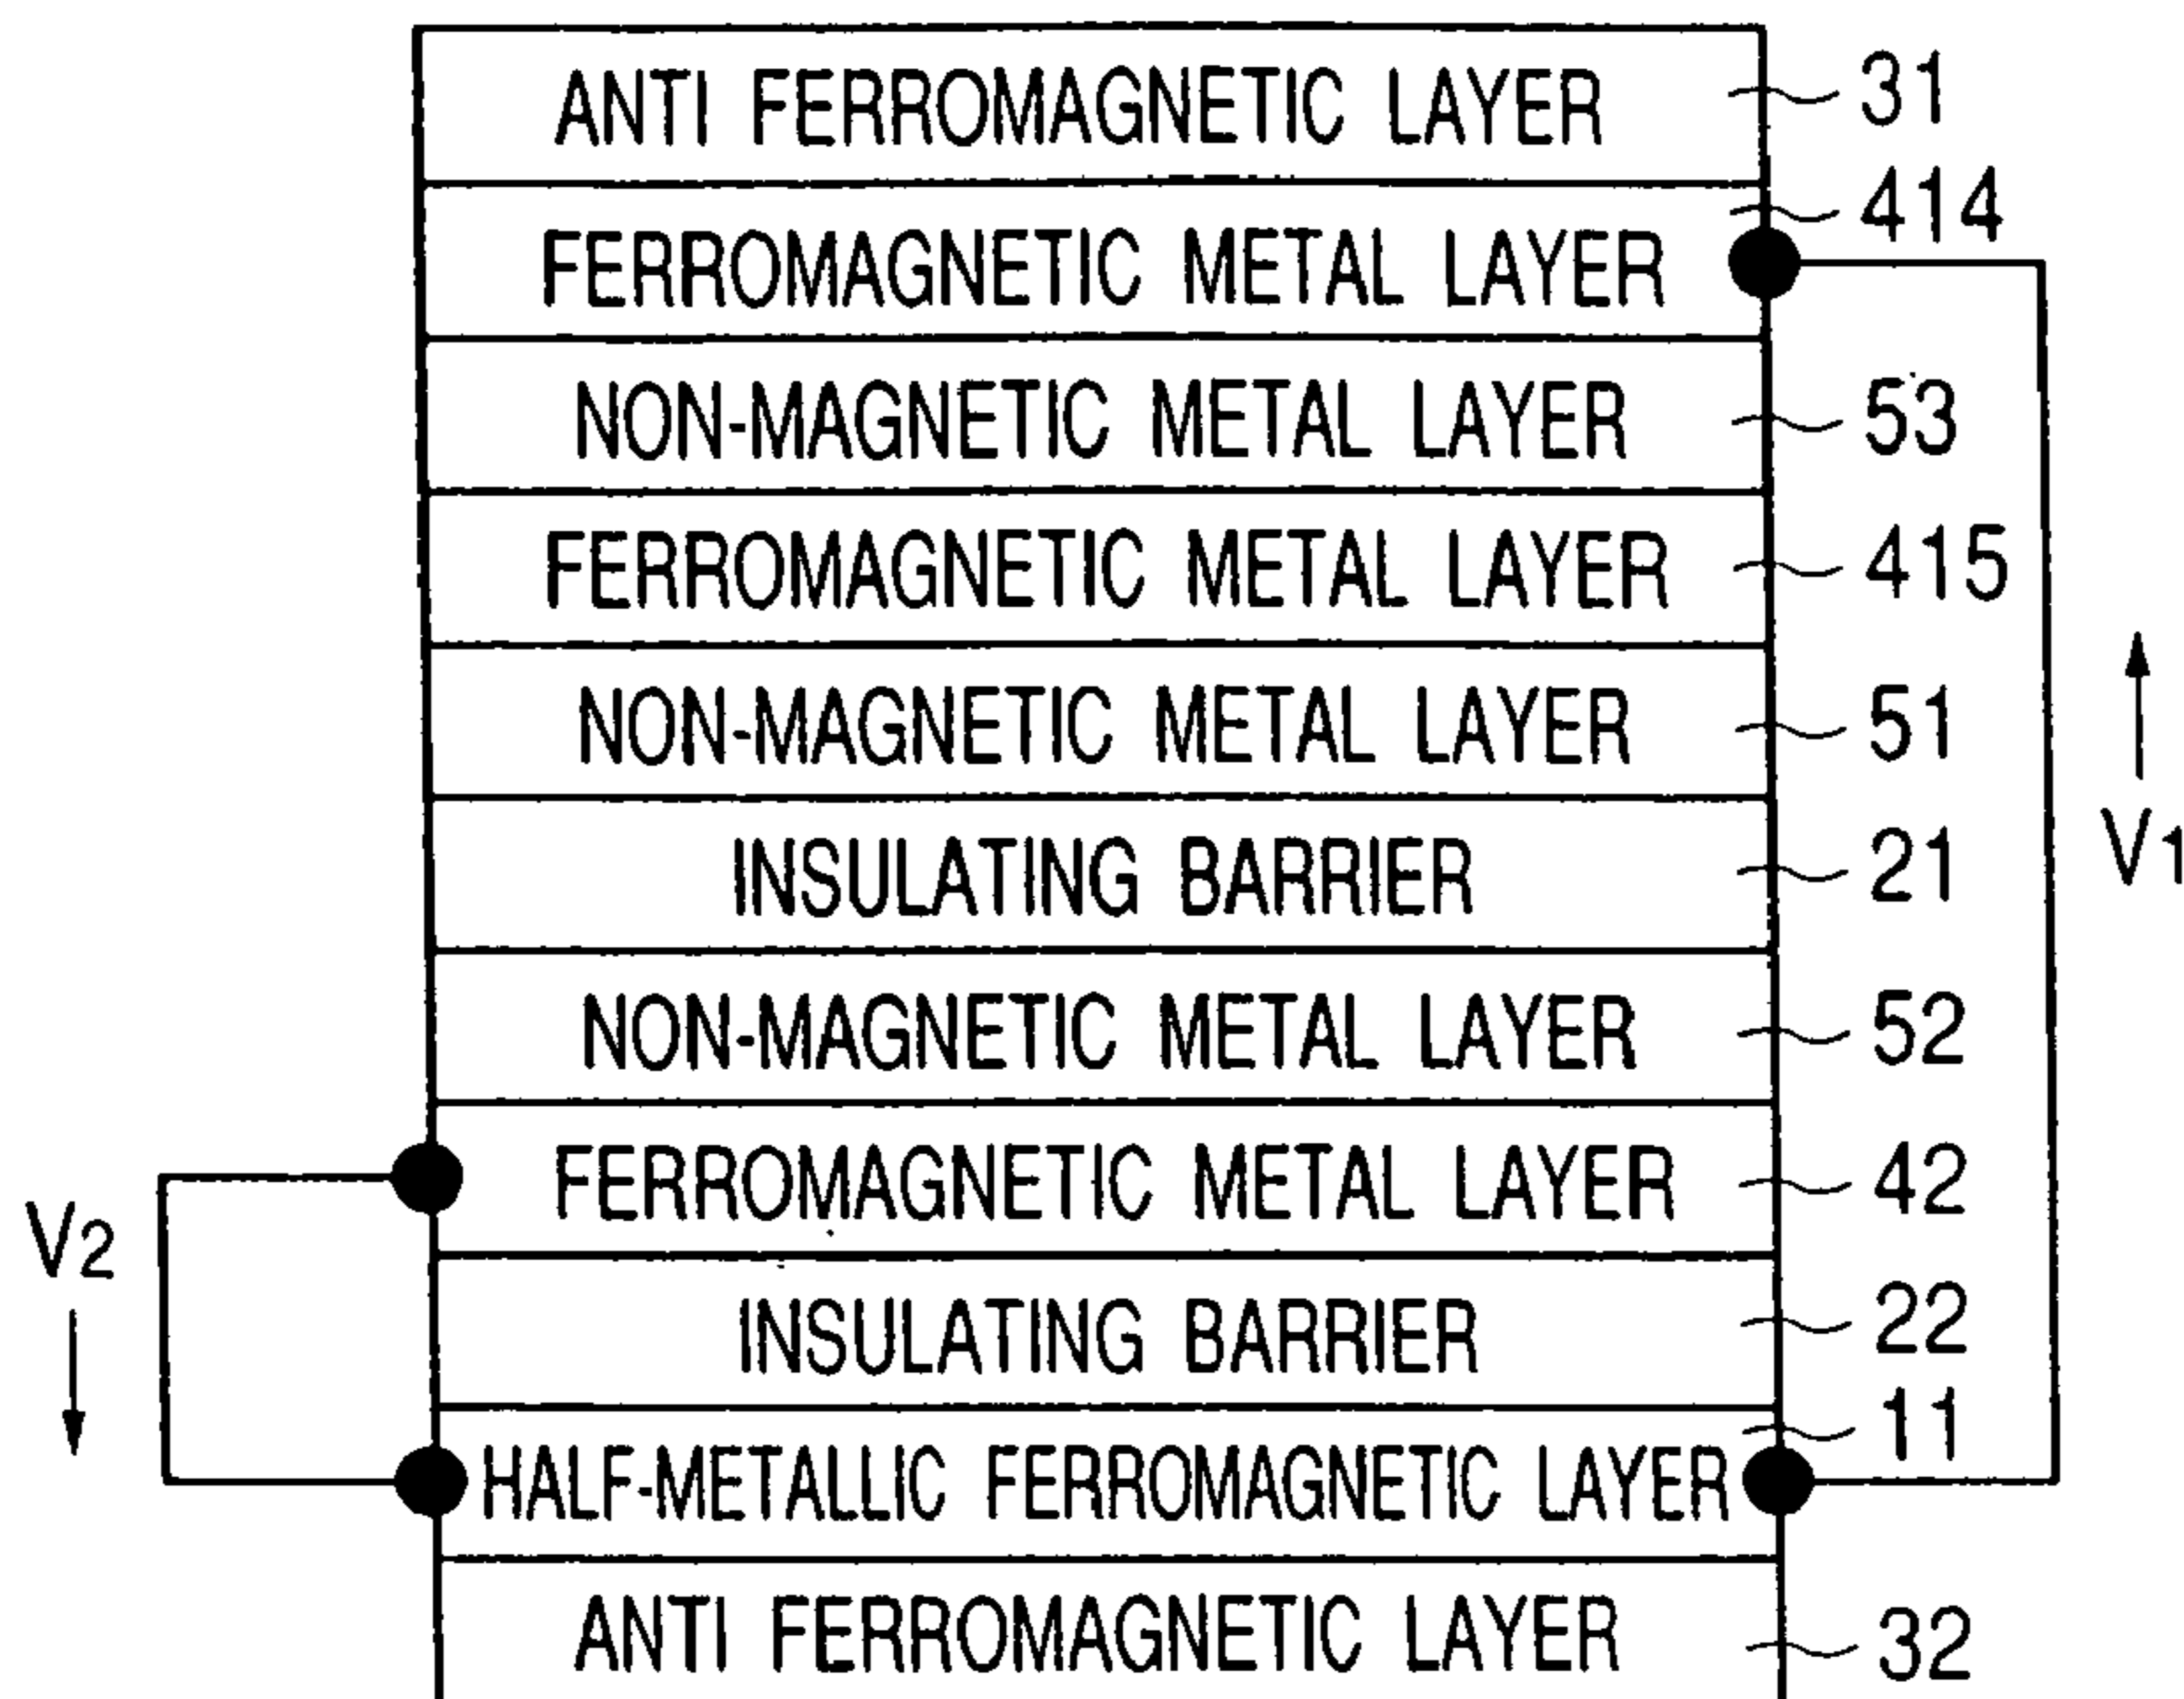 ANTI FERROMAGNETIC LAYER 31
414
FERROMAGNETIC METAL LAYER
NON-MAGNETIC METAL LAYER 53
FERROMAGNETIC METAL LAYER 415
NON-MAGNETIC METAL LAYER 51
INSULATING BARRIER 21
V1
NON-MAGNETIC METAL LAYER 52
FERROMAGNETIC METAL LAYER 42
V2
INSULATING BARRIER 22
11
HALF-METALLIC FERROMAGNETIC LAYER
ANTI FERROMAGNETIC LAYER 32